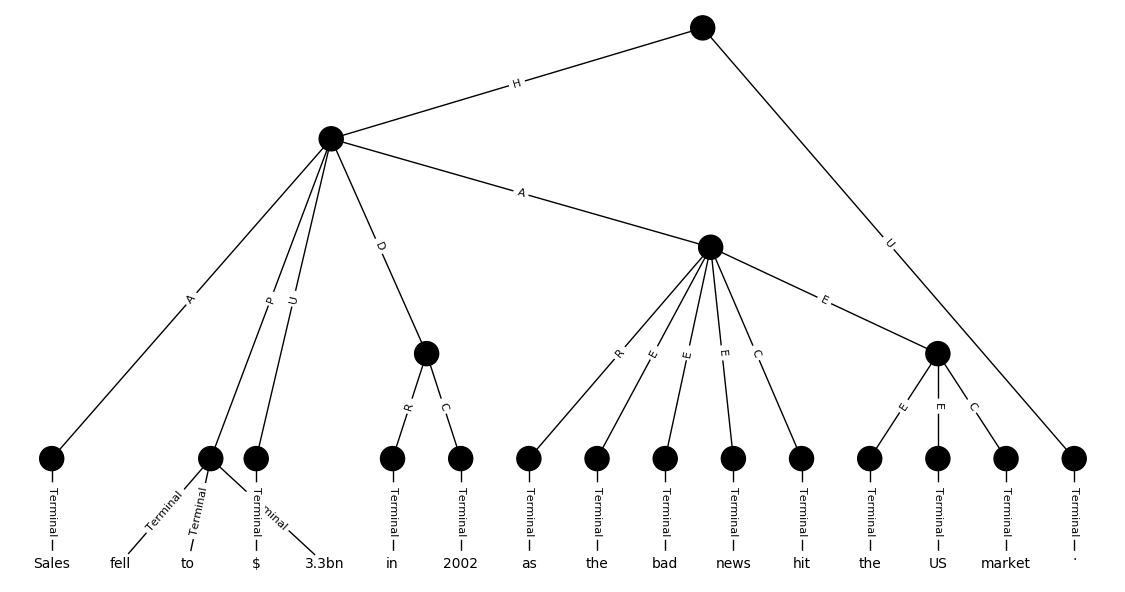 H
A
U
D
A
P
U
E
R
E
E
E
C
R
C
E
E
C
Terminal Terminal Terminal Terminal minal Terminal Terminal Terminal Terminal Terminal Terminal Terminal Terminal Terminal Terminal Terminal
Sales fell to $ 3.3bn in 2002 as the bad news hit the US market .